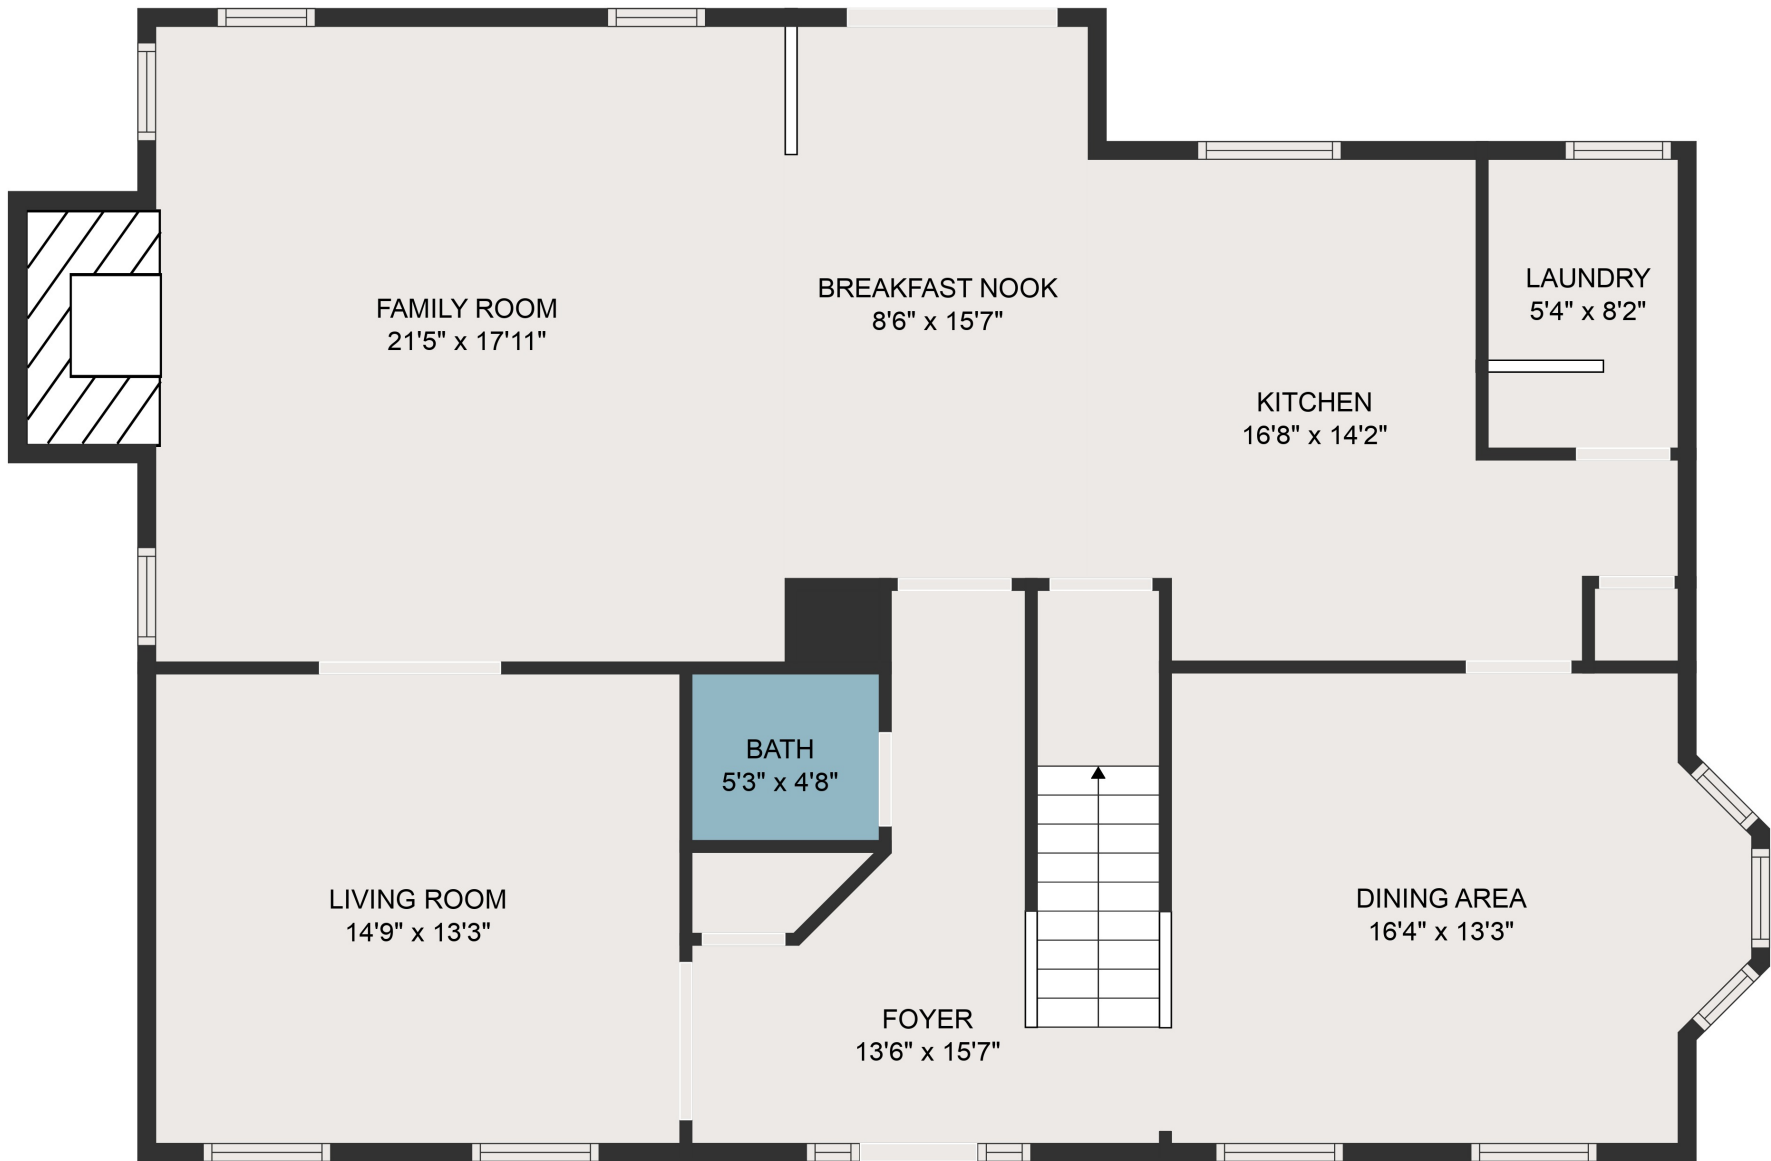 FAMILY ROOM
21'5" x 17'11"
BREAKFAST NOOK
8'6" x 15'7"
LAUNDRY
5'4" x 8'2"
KITCHEN
16'8" x 14'2"
BATH
5'3" x 4'8"
LIVING ROOM
14'9" x 13'3"
DINING AREA
16'4" x 13'3"
FOYER
13'6" x 15'7"